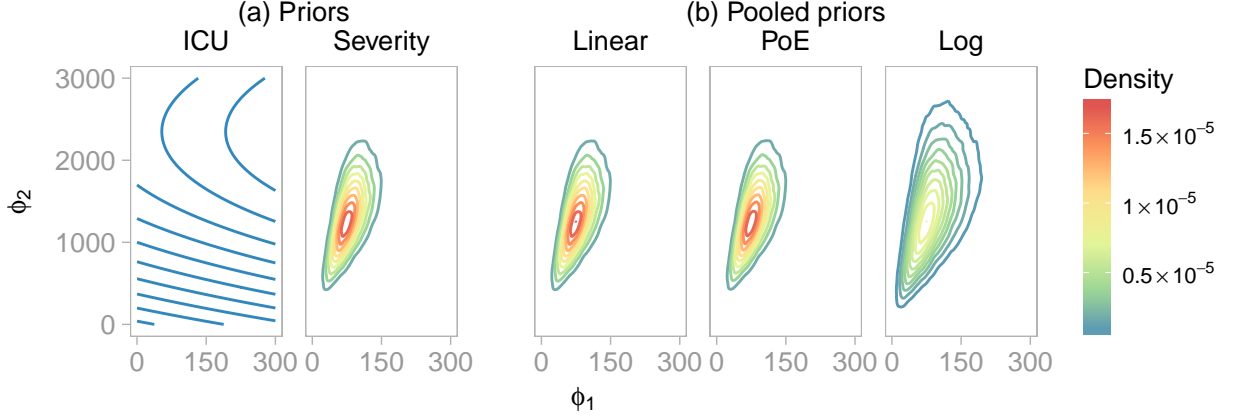 (a) Priors (b) Pooled priors
ICU Severity Linear PoE Log
Density
1.5×10⁻⁵
1×10⁻⁵
0.5×10⁻⁵
ϕ₂
3000
2000
1000
0
0 150 300 0 150 300 0 150 300 0 150 300 0 150 300
ϕ₁